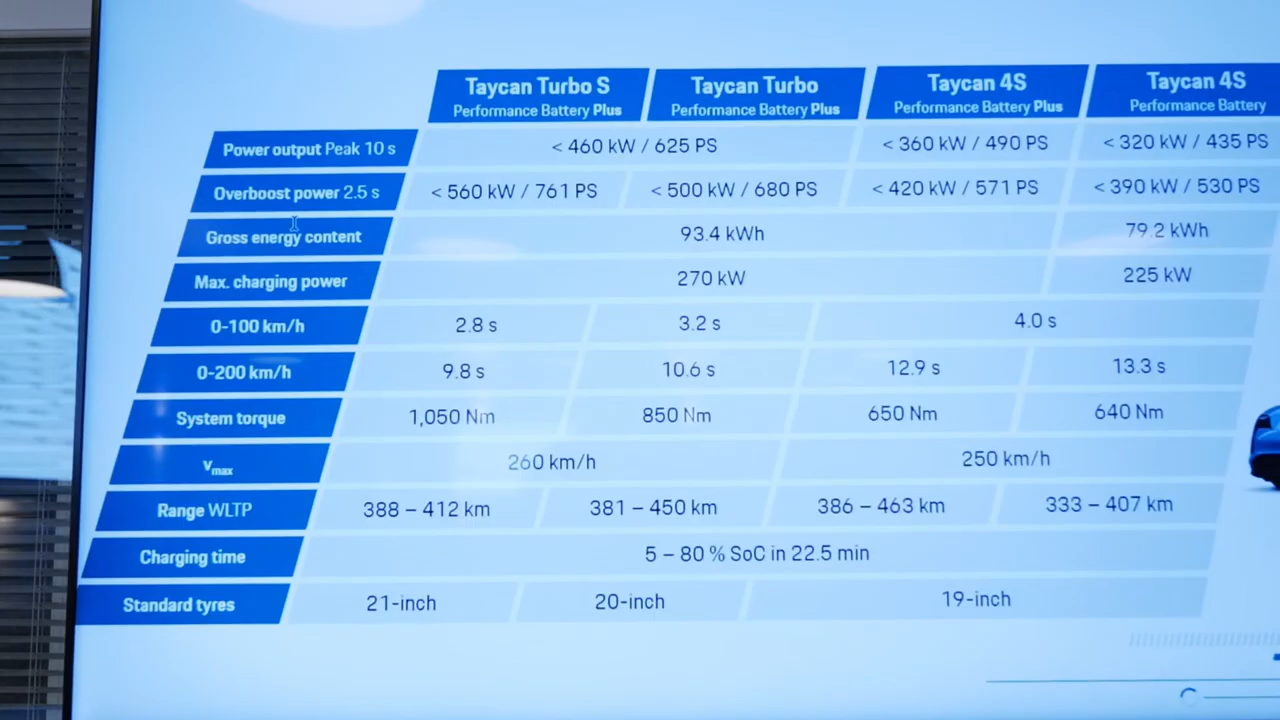 Taycan Turbo S Taycan Turbo Taycan 4S Taycan 4S
Performance Battery Plus Performance Battery Plus Performance Battery Plus Performance Battery
Power output Peak 10 s < 460 kW / 625 PS < 360 kW / 490 PS < 320 kW / 435 PS
Overboost power 2.5 s < 560 kW / 761 PS < 500 kW / 680 PS < 420 kW / 571 PS < 390 kW / 530 PS
Gross energy content 93.4 kWh 79.2 kWh
Max. charging power 270 kW 225 kW
0-100 km/h 2.8 s 3.2 s 4.0 s
0-200 km/h 9.8 s 10.6 s 12.9 s 13.3 s
System torque 1,050 Nm 850 Nm 650 Nm 640 Nm
vmax 260 km/h 250 km/h
Range WLTP 388 – 412 km 381 – 450 km 386 – 463 km 333 – 407 km
Charging time 5 – 80 % SoC in 22.5 min
Standard tyres 21-inch 20-inch 19-inch